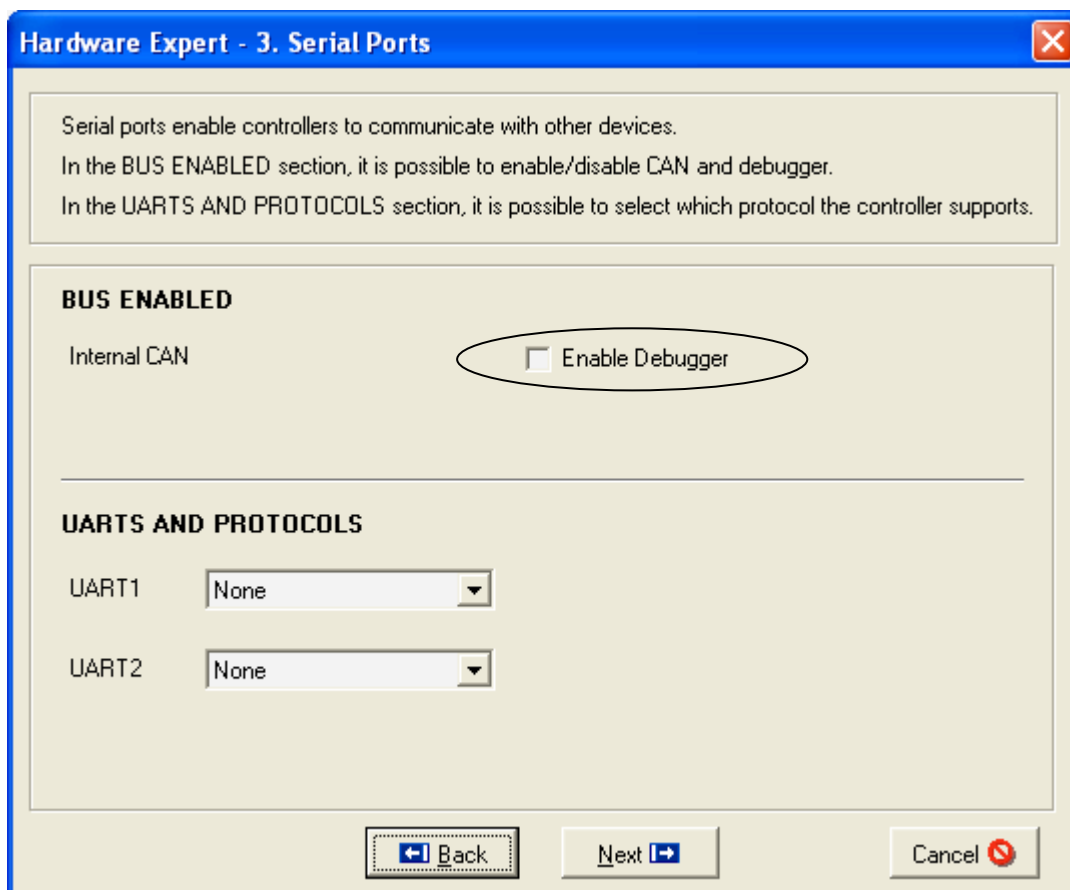 Hardware Expert - 3. Serial Ports
Serial ports enable controllers to communicate with other devices.
In the BUS ENABLED section, it is possible to enable/disable CAN and debugger.
In the UARTS AND PROTOCOLS section, it is possible to select which protocol the controller supports.
BUS ENABLED
Internal CAN Enable Debugger
UARTS AND PROTOCOLS
UART1 None
UART2 None
Back Next Cancel